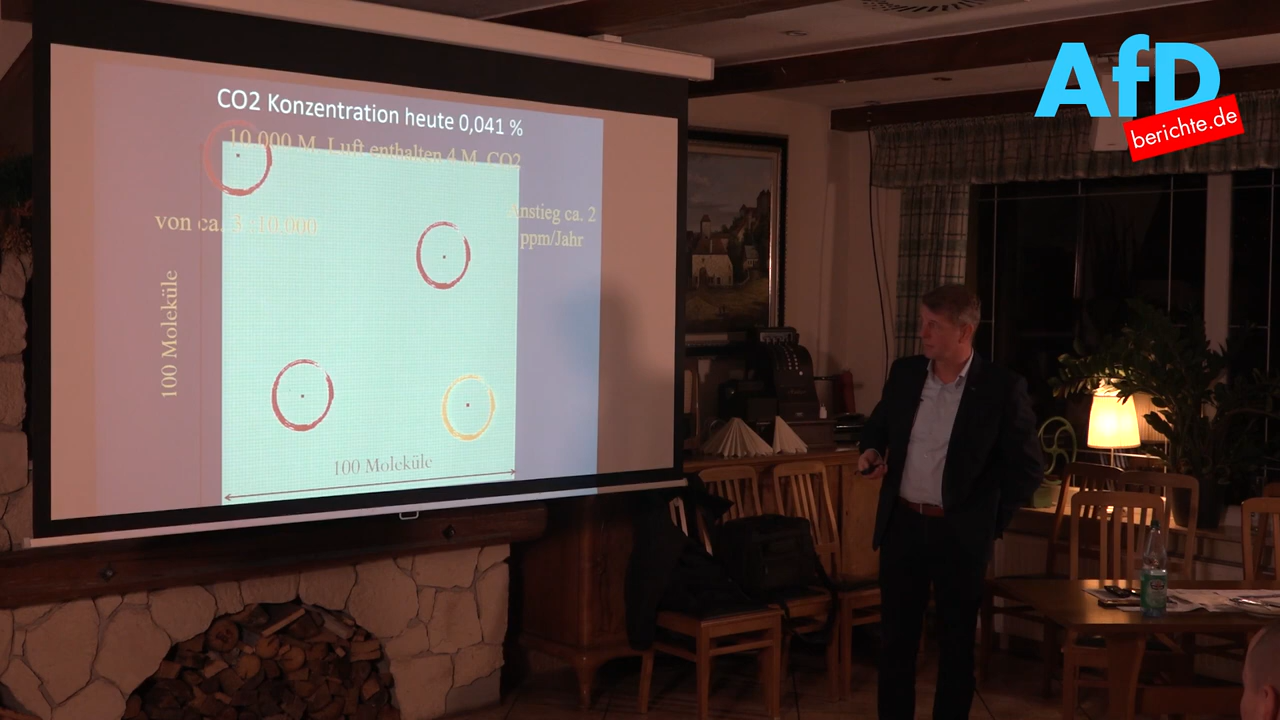 CO2 Konzentration heute 0,041 %
10.000 M. Luft enthalten 4 M. CO2
von ca. 3 :10.000
Anstieg ca. 2
ppm/Jahr
100 Moleküle
100 Moleküle
AfD
berichte.de